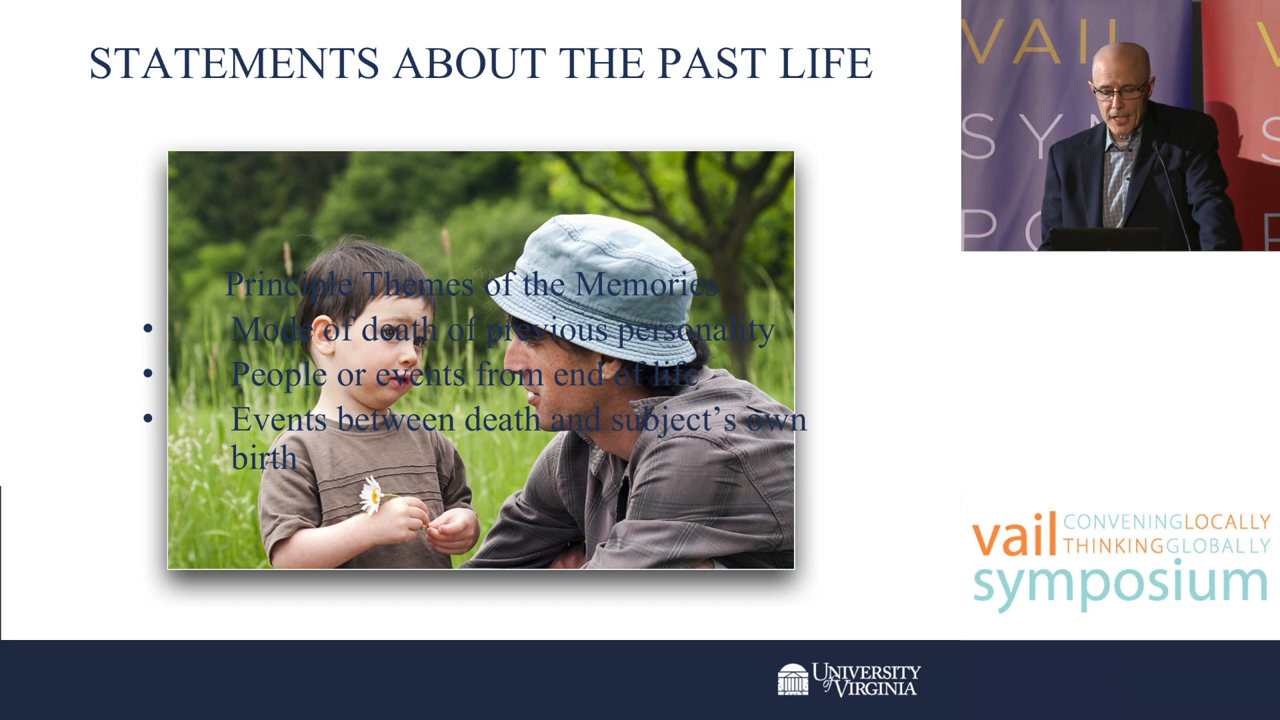 STATEMENTS ABOUT THE PAST LIFE
Principle Themes of the Memories
• Mode of death of previous personality
• People or events from end of life
• Events between death and subject’s own
birth
VAIL
SYM
PO
V
S
vail CONVENINGLOCALLY
THINKINGGLOBALLY
symposium
UNIVERSITY
of VIRGINIA